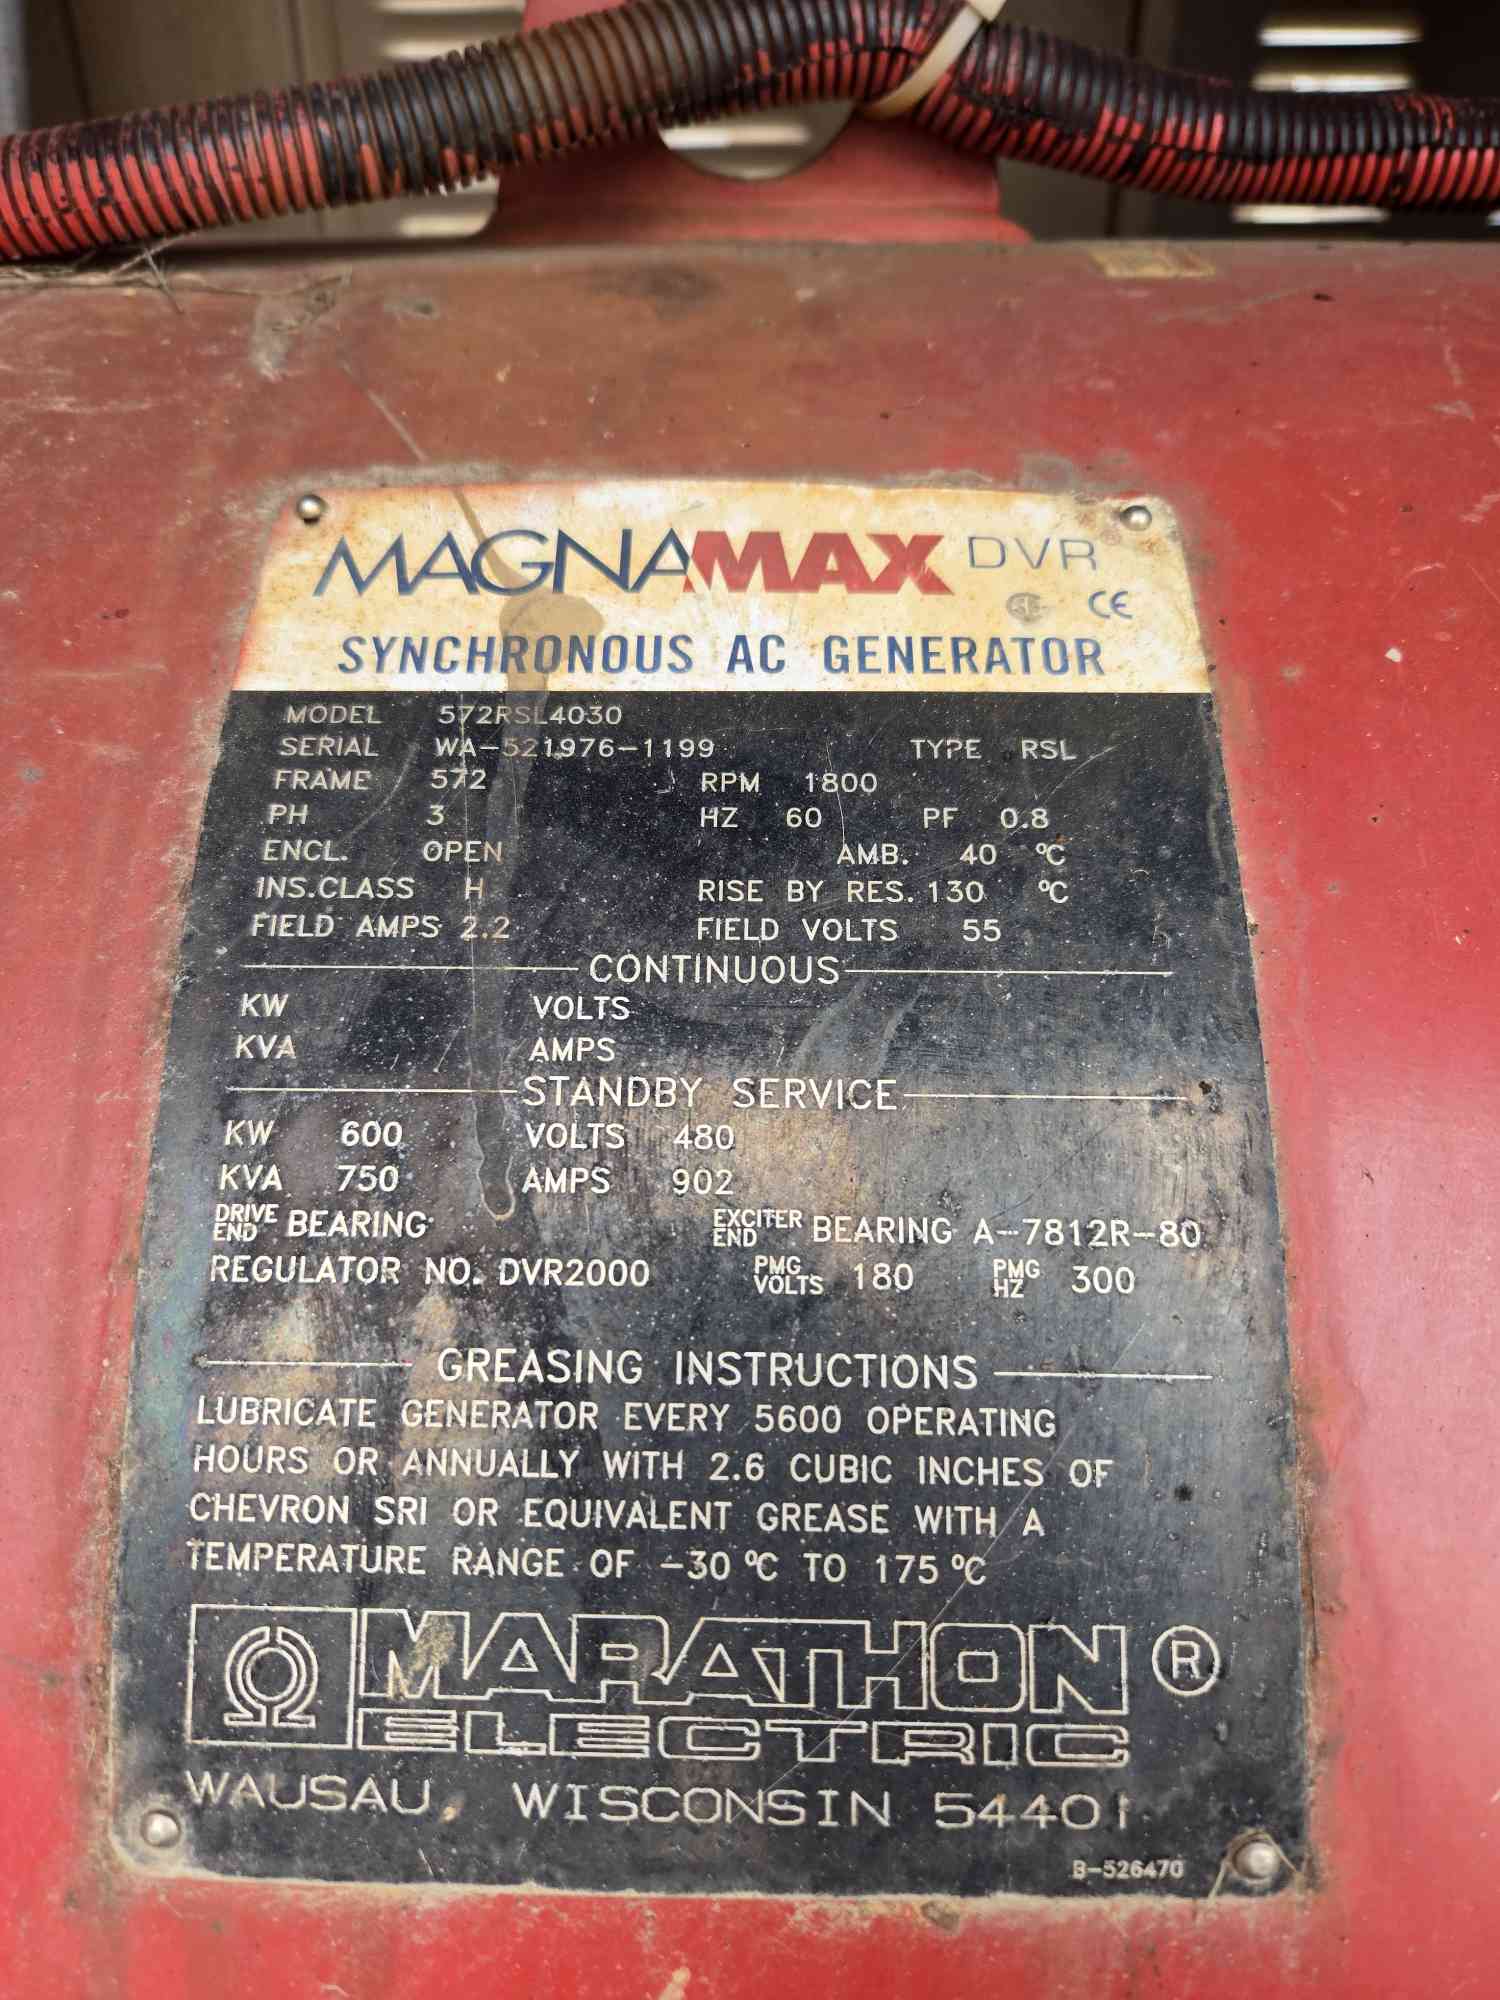 MAGNAMAX DVR®
CE
SYNCHRONOUS AC GENERATOR
MODEL 572RSL4030
SERIAL WA-521976-1199 TYPE RSL
FRAME 572 RPM 1800
PH 3 HZ 60 PF 0.8
ENCL. OPEN AMB. 40 ºC
INS.CLASS H RISE BY RES. 130 ºC
FIELD AMPS 2.2 FIELD VOLTS 55
CONTINUOUS
KW VOLTS
KVA AMPS
STANDBY SERVICE
KW 600 VOLTS 480
KVA 750 AMPS 902
DRIVE END BEARING EXCITER END BEARING A-7812R-80
REGULATOR NO. DVR2000 PMG VOLTS 180 PMG HZ 300
GREASING INSTRUCTIONS
LUBRICATE GENERATOR EVERY 5600 OPERATING
HOURS OR ANNUALLY WITH 2.6 CUBIC INCHES OF
CHEVRON SRI OR EQUIVALENT GREASE WITH A
TEMPERATURE RANGE OF -30 ºC TO 175 ºC
MARATHON ®
ELECTRIC
WAUSAU, WISCONSIN 54401
B-526470